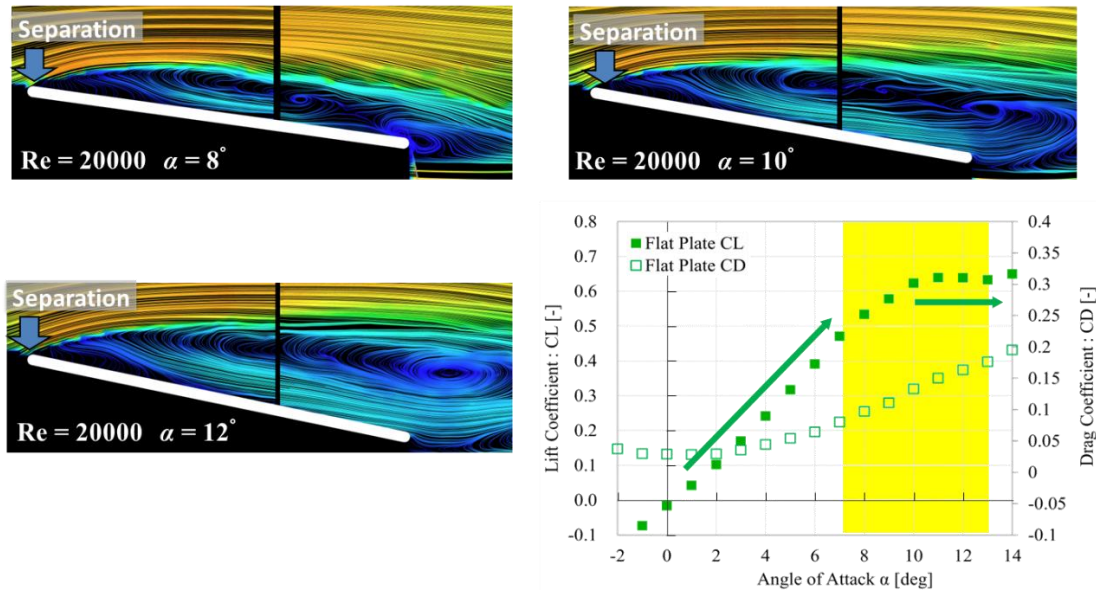 Separation
Re = 20000 α = 8°
Separation
Re = 20000 α = 10°
Separation
Re = 20000 α = 12°
Flat Plate CL
Flat Plate CD
Lift Coefficient : CL [-]
0.8
0.7
0.6
0.5
0.4
0.3
0.2
0.1
0.0
-0.1
Drag Coefficient : CD [-]
0.4
0.35
0.3
0.25
0.2
0.15
0.1
0.05
0
-0.05
-0.1
-2 0 2 4 6 8 10 12 14
Angle of Attack α [deg]